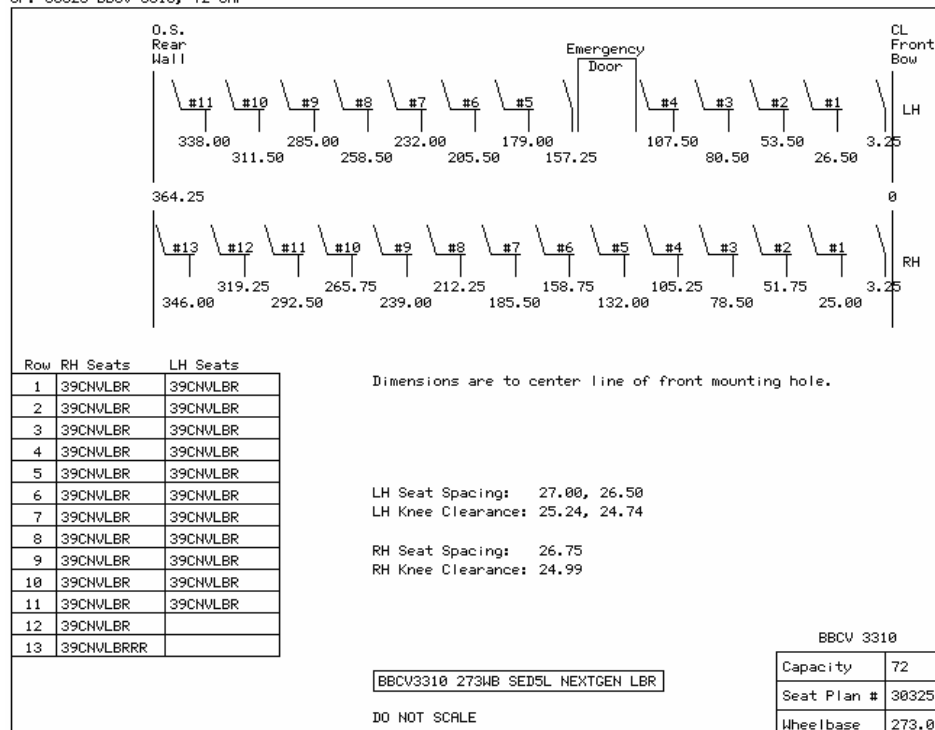 O.S.
Rear
Wall
Emergency
Door
CL
Front
Bow
#11 #10 #9 #8 #7 #6 #5 #4 #3 #2 #1
LH
338.00 285.00 232.00 179.00 107.50 53.50 3.25
311.50 258.50 205.50 157.25 80.50 26.50
364.25 0
#13 #12 #11 #10 #9 #8 #7 #6 #5 #4 #3 #2 #1
RH
319.25 265.75 212.25 158.75 105.25 51.75 3.25
346.00 292.50 239.00 185.50 132.00 78.50 25.00
Row RH Seats LH Seats
1 39CNVLBR 39CNVLBR
2 39CNVLBR 39CNVLBR
3 39CNVLBR 39CNVLBR
4 39CNVLBR 39CNVLBR
5 39CNVLBR 39CNVLBR
6 39CNVLBR 39CNVLBR
7 39CNVLBR 39CNVLBR
8 39CNVLBR 39CNVLBR
9 39CNVLBR 39CNVLBR
10 39CNVLBR 39CNVLBR
11 39CNVLBR 39CNVLBR
12 39CNVLBR
13 39CNVLBRRR
Dimensions are to center line of front mounting hole.
LH Seat Spacing: 27.00, 26.50
LH Knee Clearance: 25.24, 24.74
RH Seat Spacing: 26.75
RH Knee Clearance: 24.99
BBCV3310 273WB SED5L NEXTGEN LBR
DO NOT SCALE
BBCV 3310
Capacity 72
Seat Plan # 30325
Wheelbase 273.0